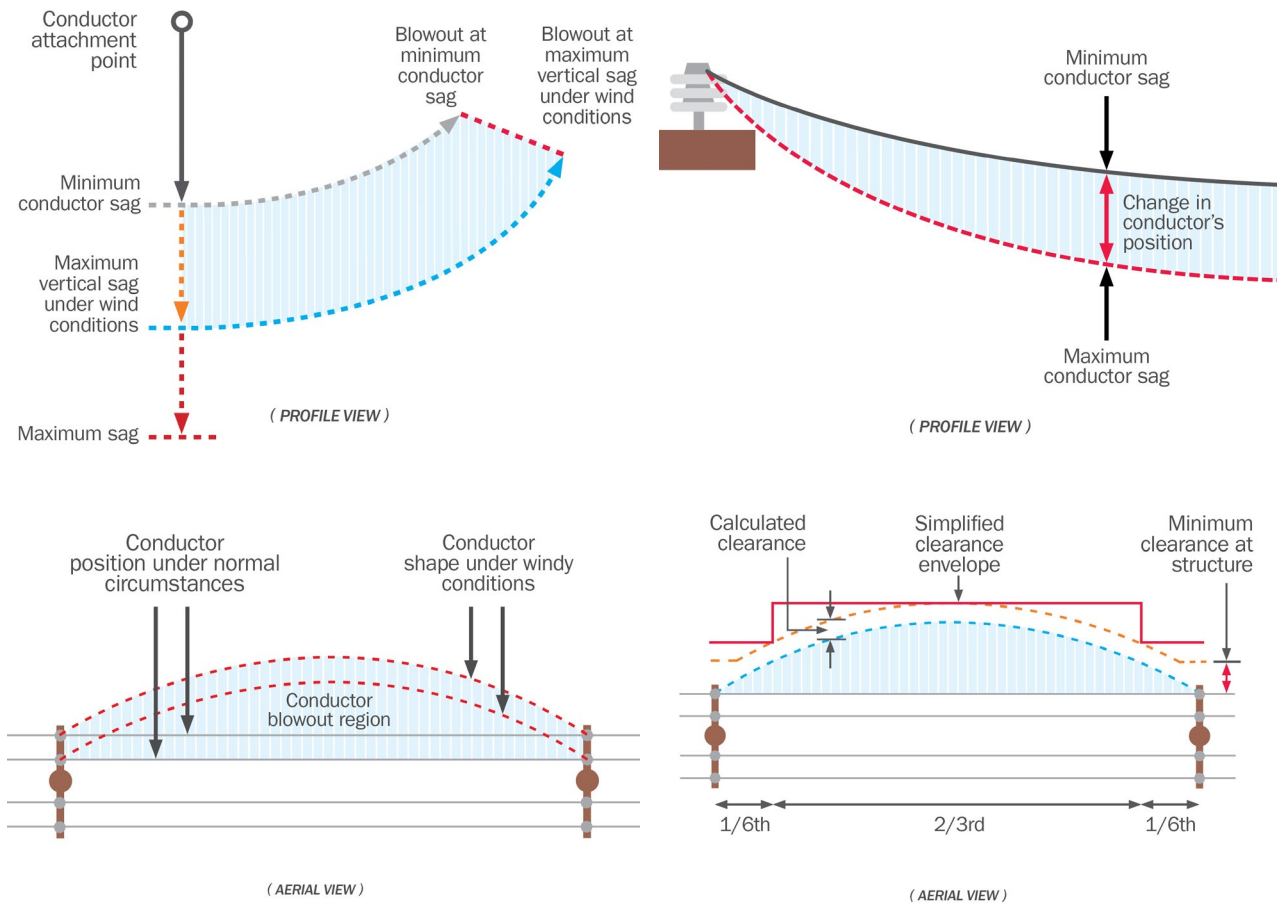 Conductor
attachment
point
Blowout at
minimum
conductor
sag
Blowout at
maximum
vertical sag
under wind
conditions
Minimum
conductor sag
Maximum
vertical sag
under wind
conditions
Maximum sag
( PROFILE VIEW )
Minimum
conductor sag
Change in
conductor's
position
Maximum
conductor sag
( PROFILE VIEW )
Conductor
position under normal
circumstances
Conductor
shape under windy
conditions
Conductor
blowout region
( AERIAL VIEW )
Calculated
clearance
Simplified
clearance
envelope
Minimum
clearance at
structure
1/6th
2/3rd
1/6th
( AERIAL VIEW )